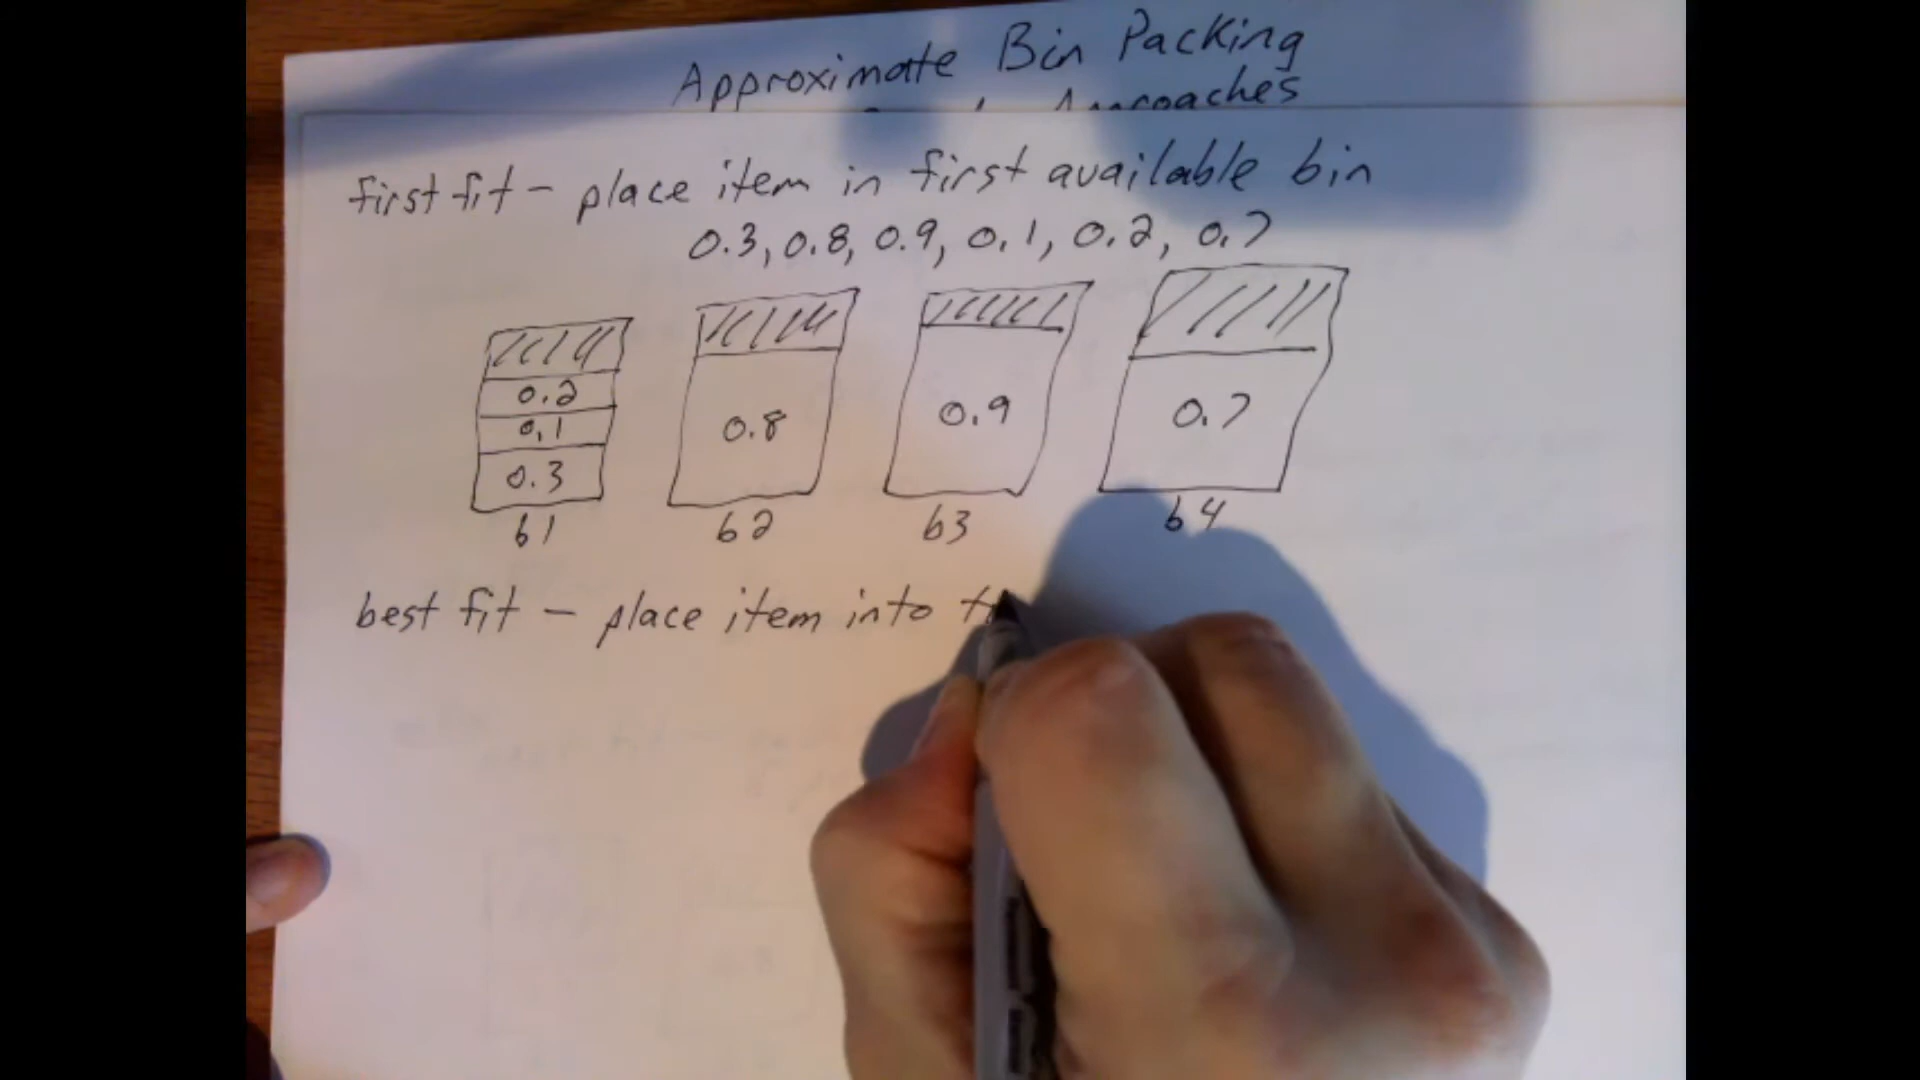 Approximate Bin Packing
Approaches
first fit - place item in first available bin
0.3, 0.8, 0.9, 0.1, 0.2, 0.7
0.2
0.1
0.3
0.8
0.9
0.7
b1 b2 b3 b4
best fit - place item into